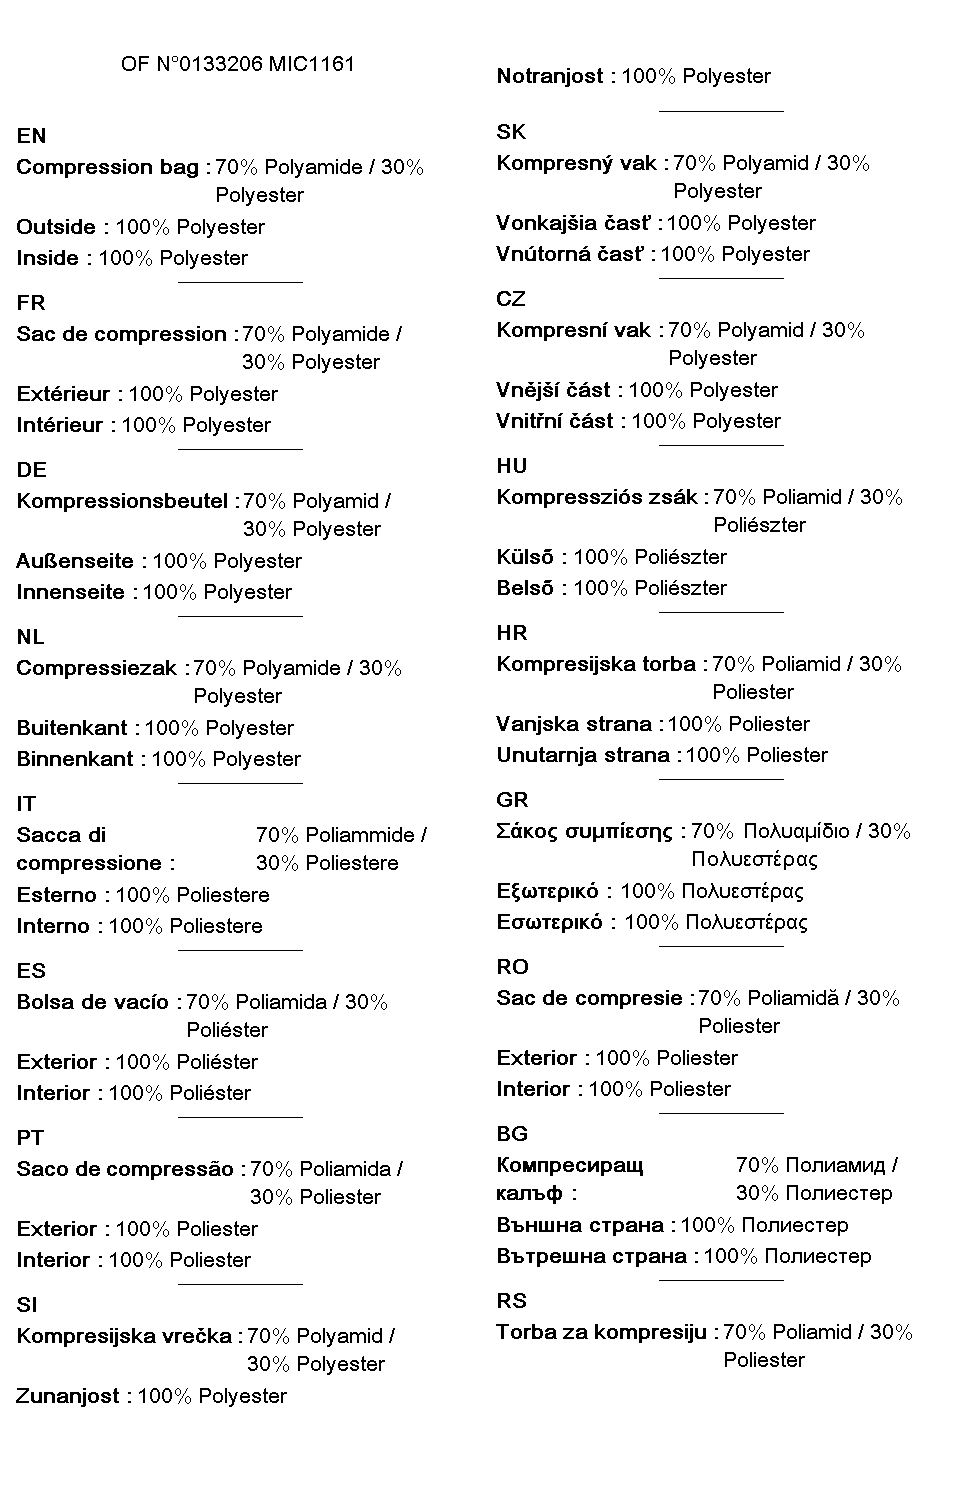 OF N°0133206 MIC1161
EN
Compression bag : 70% Polyamide / 30%
Polyester
Outside : 100% Polyester
Inside : 100% Polyester
FR
Sac de compression : 70% Polyamide /
30% Polyester
Extérieur : 100% Polyester
Intérieur : 100% Polyester
DE
Kompressionsbeutel : 70% Polyamid /
30% Polyester
Außenseite : 100% Polyester
Innenseite : 100% Polyester
NL
Compressiezak : 70% Polyamide / 30%
Polyester
Buitenkant : 100% Polyester
Binnenkant : 100% Polyester
IT
Sacca di 70% Poliammide /
compressione : 30% Poliestere
Esterno : 100% Poliestere
Interno : 100% Poliestere
ES
Bolsa de vacío : 70% Poliamida / 30%
Poliéster
Exterior : 100% Poliéster
Interior : 100% Poliéster
PT
Saco de compressão : 70% Poliamida /
30% Poliester
Exterior : 100% Poliester
Interior : 100% Poliester
SI
Kompresijska vrečka : 70% Polyamid /
30% Polyester
Zunanjost : 100% Polyester
Notranjost : 100% Polyester
SK
Kompresný vak : 70% Polyamid / 30%
Polyester
Vonkajšia časť : 100% Polyester
Vnútorná časť : 100% Polyester
CZ
Kompresní vak : 70% Polyamid / 30%
Polyester
Vnější část : 100% Polyester
Vnitřní část : 100% Polyester
HU
Kompressziós zsák : 70% Poliamid / 30%
Poliészter
Külsõ : 100% Poliészter
Belsõ : 100% Poliészter
HR
Kompresijska torba : 70% Poliamid / 30%
Poliester
Vanjska strana : 100% Poliester
Unutarnja strana : 100% Poliester
GR
Σάκος συμπίεσης : 70% Πολυαμίδιο / 30%
Πολυεστέρας
Εξωτερικό : 100% Πολυεστέρας
Εσωτερικό : 100% Πολυεστέρας
RO
Sac de compresie : 70% Poliamidă / 30%
Poliester
Exterior : 100% Poliester
Interior : 100% Poliester
BG
Компресиращ 70% Полиамид /
калъф : 30% Полиестер
Външна страна : 100% Полиестер
Вътрешна страна : 100% Полиестер
RS
Torba za kompresiju : 70% Poliamid / 30%
Poliester